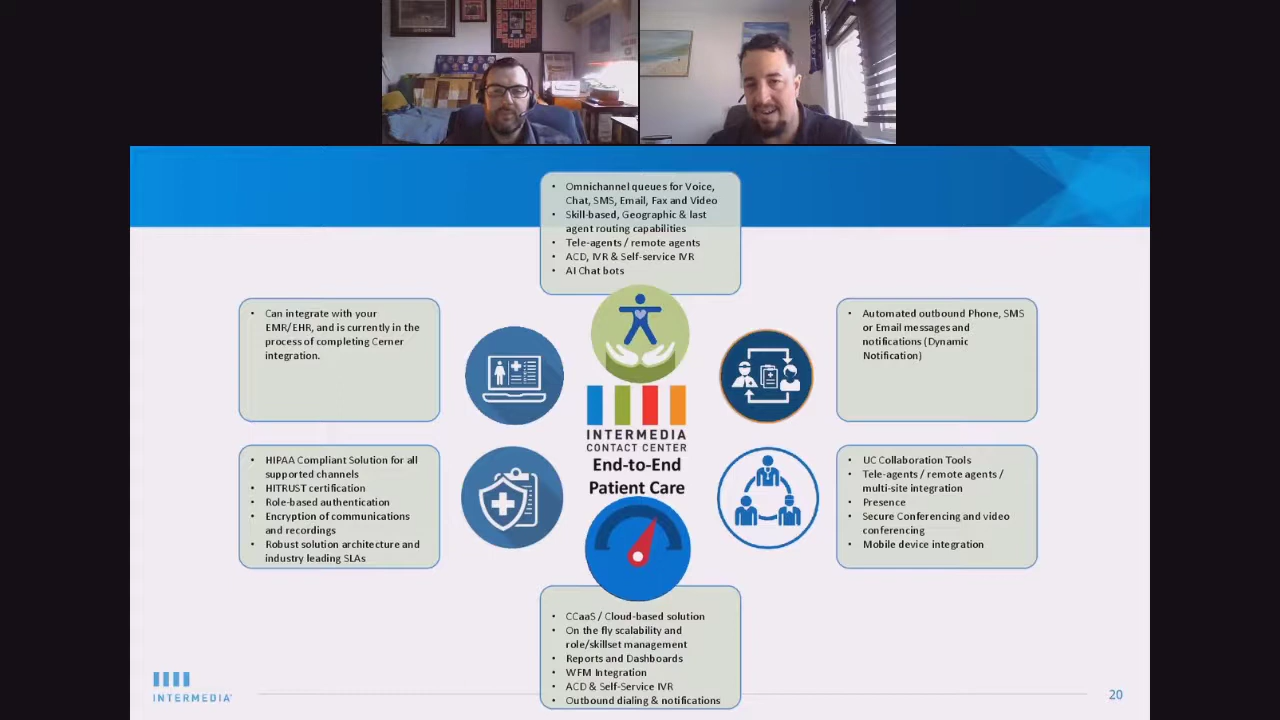 • Omnichannel queues for Voice,
Chat, SMS, Email, Fax and Video
• Skill-based, Geographic & last
agent routing capabilities
• Tele-agents / remote agents
• ACD, IVR & Self-service IVR
• AI Chat bots
• Can integrate with your
EMR/EHR, and is currently in the
process of completing Cerner
integration.
• Automated outbound Phone, SMS
or Email messages and
notifications (Dynamic
Notification)
INTERMEDIA
CONTACT CENTER
End-to-End
Patient Care
• HIPAA Compliant Solution for all
supported channels
• HITRUST certification
• Role-based authentication
• Encryption of communications
and recordings
• Robust solution architecture and
industry leading SLAs
• UC Collaboration Tools
• Tele-agents / remote agents /
multi-site integration
• Presence
• Secure Conferencing and video
conferencing
• Mobile device integration
• CCaaS / Cloud-based solution
• On the fly scalability and
role/skillset management
• Reports and Dashboards
• WFM Integration
• ACD & Self-Service IVR
• Outbound dialing & notifications
INTERMEDIA
20